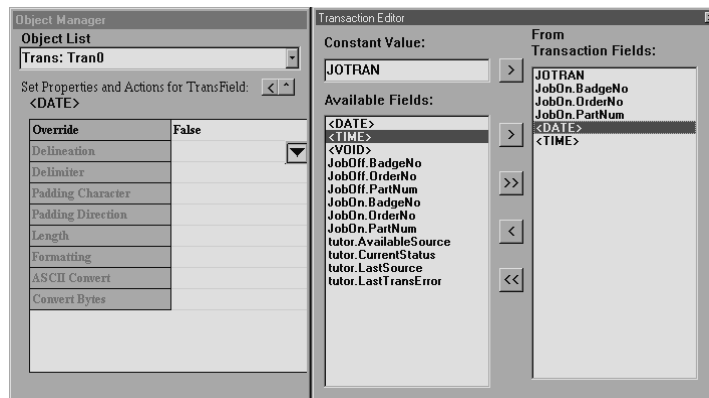 Object Manager
Object List
Trans: Tran0
Set Properties and Actions for TransField:
<DATE>
< ^
Override False
Delineation
Delimiter
Padding Character
Padding Direction
Length
Formatting
ASCII Convert
Convert Bytes
Transaction Editor
Constant Value:
JOTRAN
Available Fields:
<DATE>
<TIME>
<VOID>
JobOff.BadgeNo
JobOff.OrderNo
JobOff.PartNum
JobOn.BadgeNo
JobOn.OrderNo
JobOn.PartNum
tutor.AvailableSource
tutor.CurrentStatus
tutor.LastSource
tutor.LastTransError
>
>
>>
<
<<
From
Transaction Fields:
JOTRAN
JobOn.BadgeNo
JobOn.OrderNo
JobOn.PartNum
<DATE>
<TIME>